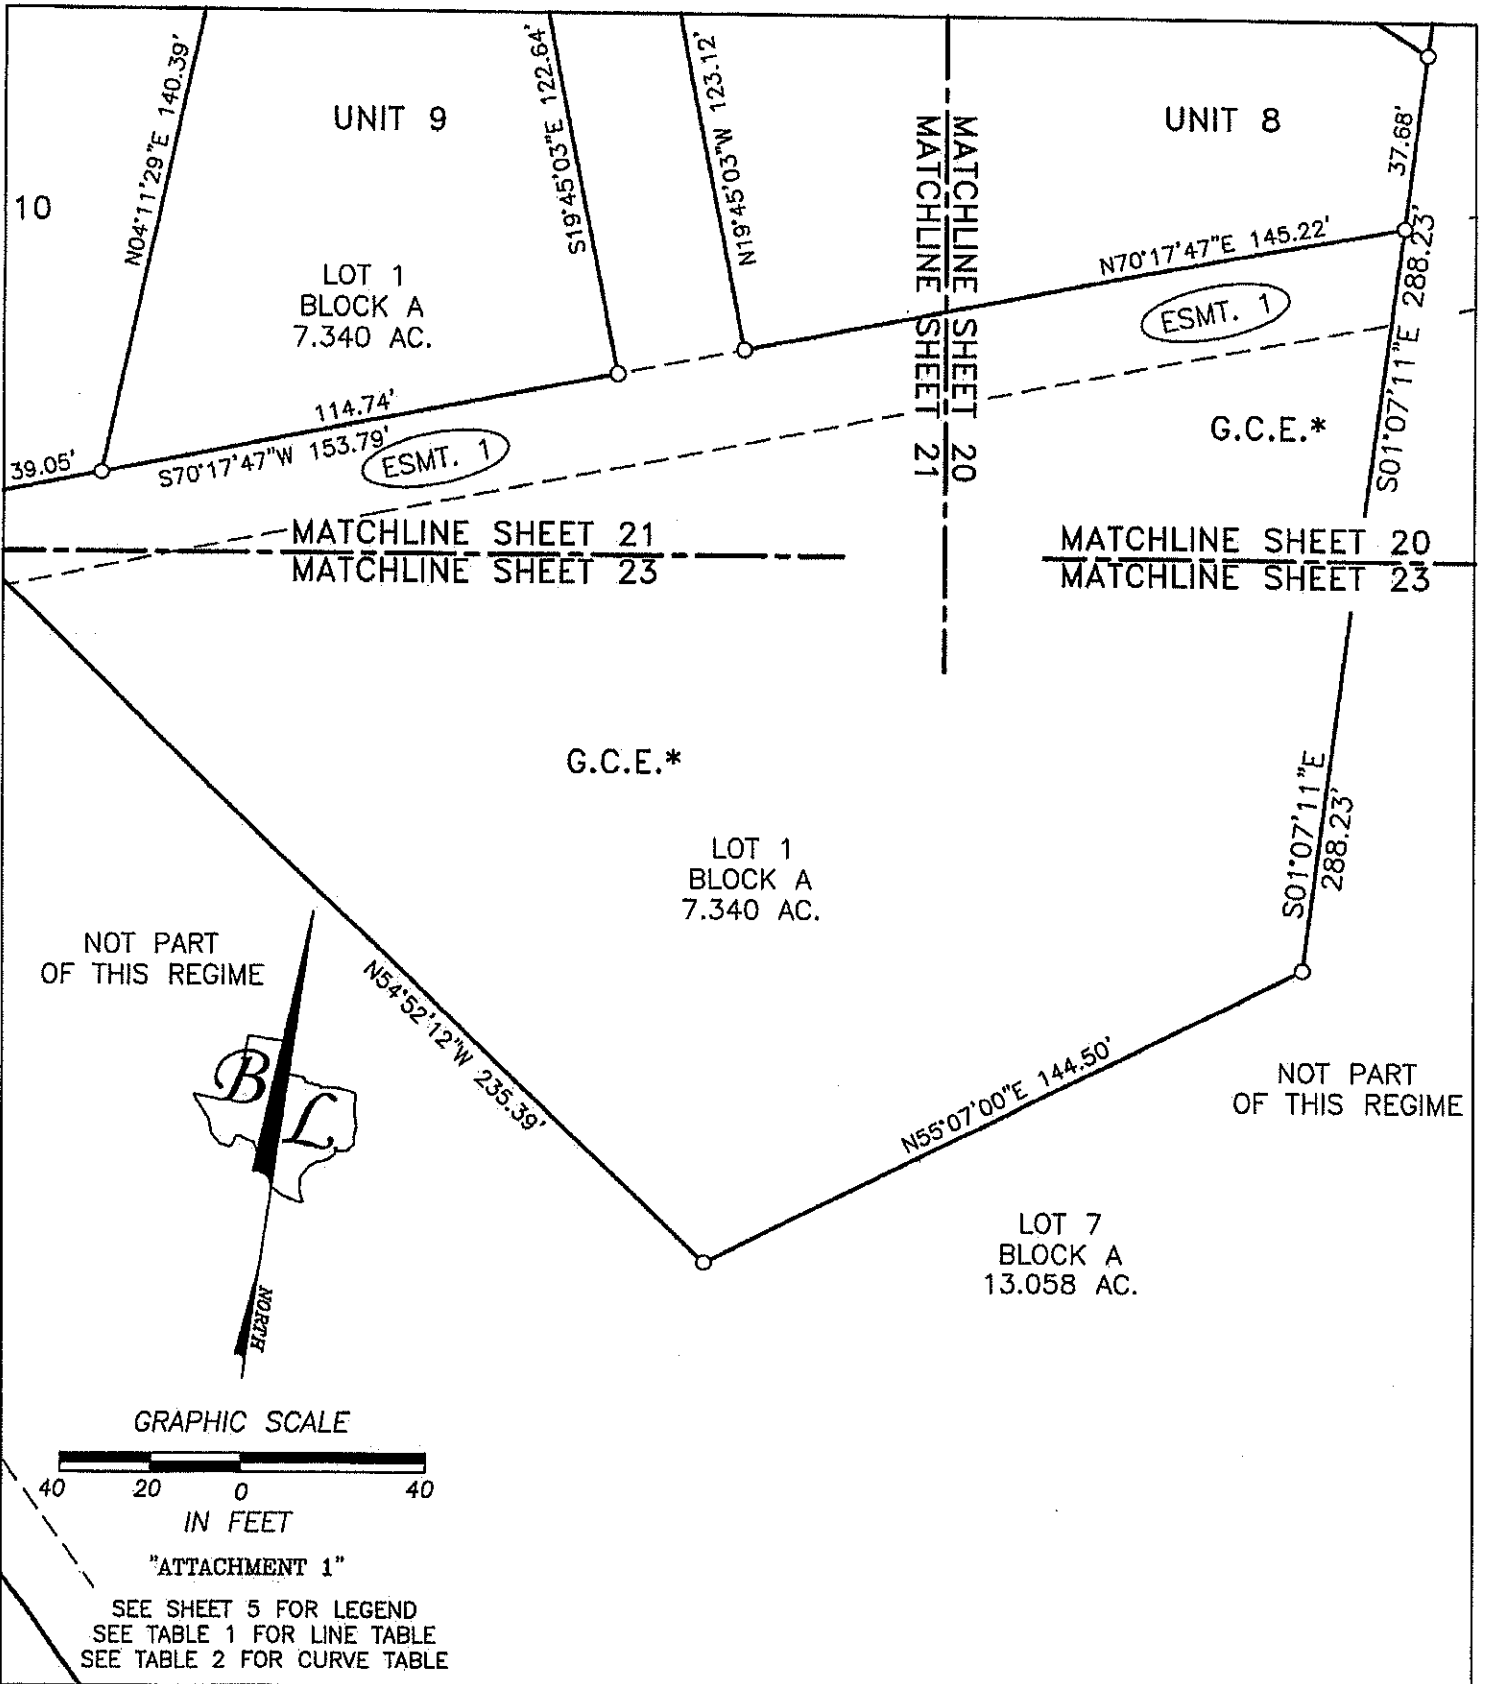 N04°11'29"E 140.39'
UNIT 9
S19°45'03"E 122.64'
N19°45'03"W 123.12'
MATCHLINE SHEET 20
MATCHLINE SHEET 21
UNIT 8
37.68'
10
LOT 1
BLOCK A
7.340 AC.
N70°17'47"E 145.22'
ESMT. 1
S01°07'11"E 288.23'
114.74'
39.05'
S70°17'47"W 153.79'
ESMT. 1
G.C.E.*
MATCHLINE SHEET 21
MATCHLINE SHEET 23
MATCHLINE SHEET 20
MATCHLINE SHEET 23
G.C.E.*
LOT 1
BLOCK A
7.340 AC.
S01°07'11"E
288.23'
NOT PART
OF THIS REGIME
N54°52'12"W 235.39'
B
L
NORTH
N55°07'00"E 144.50'
NOT PART
OF THIS REGIME
LOT 7
BLOCK A
13.058 AC.
GRAPHIC SCALE
40 20 0 40
IN FEET
"ATTACHMENT 1"
SEE SHEET 5 FOR LEGEND
SEE TABLE 1 FOR LINE TABLE
SEE TABLE 2 FOR CURVE TABLE